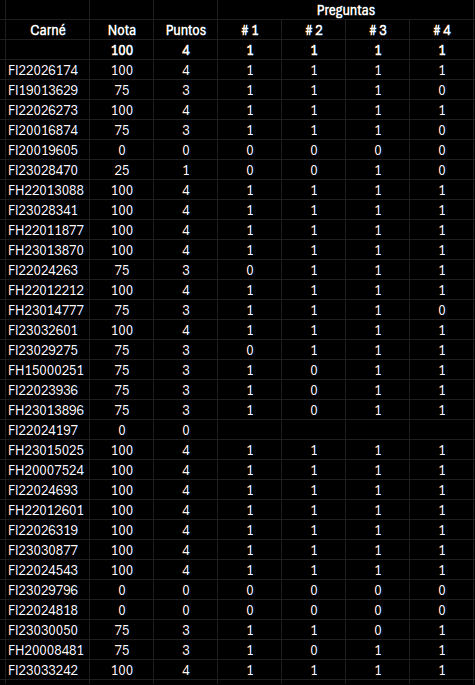 Preguntas
Carné Nota Puntos # 1 # 2 # 3 # 4
100 4 1 1 1 1
FI22026174 100 4 1 1 1 1
FI19013629 75 3 1 1 1 0
FI22026273 100 4 1 1 1 1
FI20016874 75 3 1 1 1 0
FI20019605 0 0 0 0 0 0
FI23028470 25 1 0 0 1 0
FH22013088 100 4 1 1 1 1
FI23028341 100 4 1 1 1 1
FH22011877 100 4 1 1 1 1
FH23013870 100 4 1 1 1 1
FI22024263 75 3 0 1 1 1
FH22012212 100 4 1 1 1 1
FH23014777 75 3 1 1 1 0
FI23032601 100 4 1 1 1 1
FI23029275 75 3 0 1 1 1
FH15000251 75 3 1 0 1 1
FI22023936 75 3 1 0 1 1
FH23013896 75 3 1 0 1 1
FI22024197 0 0
FH23015025 100 4 1 1 1 1
FH20007524 100 4 1 1 1 1
FI22024693 100 4 1 1 1 1
FH22012601 100 4 1 1 1 1
FI22026319 100 4 1 1 1 1
FI23030877 100 4 1 1 1 1
FI22024543 100 4 1 1 1 1
FI23029796 0 0 0 0 0 0
FI22024818 0 0 0 0 0 0
FI23030050 75 3 1 1 0 1
FH20008481 75 3 1 0 1 1
FI23033242 100 4 1 1 1 1